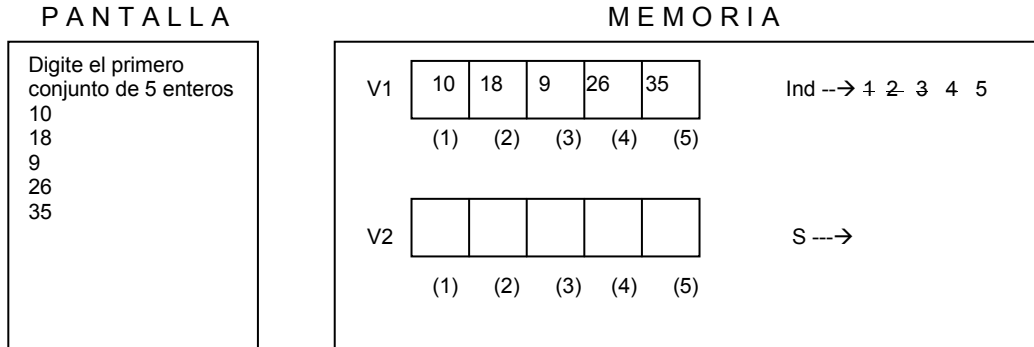 P A N T A L L A
M E M O R I A
Digite el primero
conjunto de 5 enteros
10
18
9
26
35
V1 10 18 9 26 35 Ind --→ 1 2 3 4 5
(1) (2) (3) (4) (5)
V2 S ---→
(1) (2) (3) (4) (5)